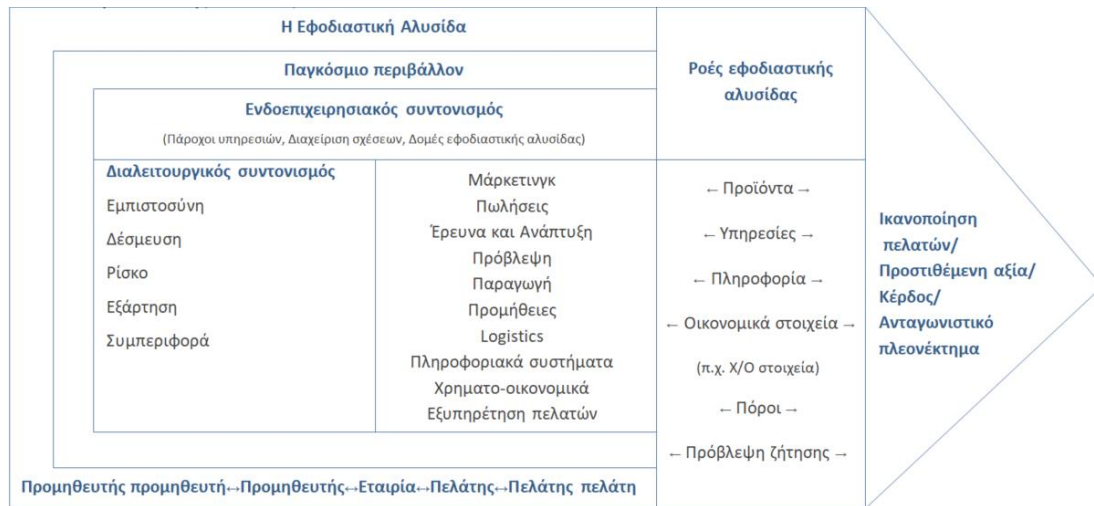 Η Εφοδιαστική Αλυσίδα
Παγκόσμιο περιβάλλον
Ενδοεπιχειρησιακός συντονισμός
(Πάροχοι υπηρεσιών, Διαχείριση σχέσεων, Δομές εφοδιαστικής αλυσίδας)
Διαλειτουργικός συντονισμός
Εμπιστοσύνη
Δέσμευση
Ρίσκο
Εξάρτηση
Συμπεριφορά
Μάρκετινγκ
Πωλήσεις
Έρευνα και Ανάπτυξη
Πρόβλεψη
Παραγωγή
Προμήθειες
Logistics
Πληροφοριακά συστήματα
Χρηματο-οικονομικά
Εξυπηρέτηση πελατών
Προμηθευτής προμηθευτή↔Προμηθευτής↔Εταιρία↔Πελάτης↔Πελάτης πελάτη
Ροές εφοδιαστικής
αλυσίδας
← Προϊόντα →
← Υπηρεσίες →
← Πληροφορία →
← Οικονομικά στοιχεία →
(π.χ. Χ/Ο στοιχεία)
← Πόροι →
← Πρόβλεψη ζήτησης →
Ικανοποίηση
πελατών/
Προστιθέμενη αξία/
Κέρδος/
Ανταγωνιστικό
πλεονέκτημα